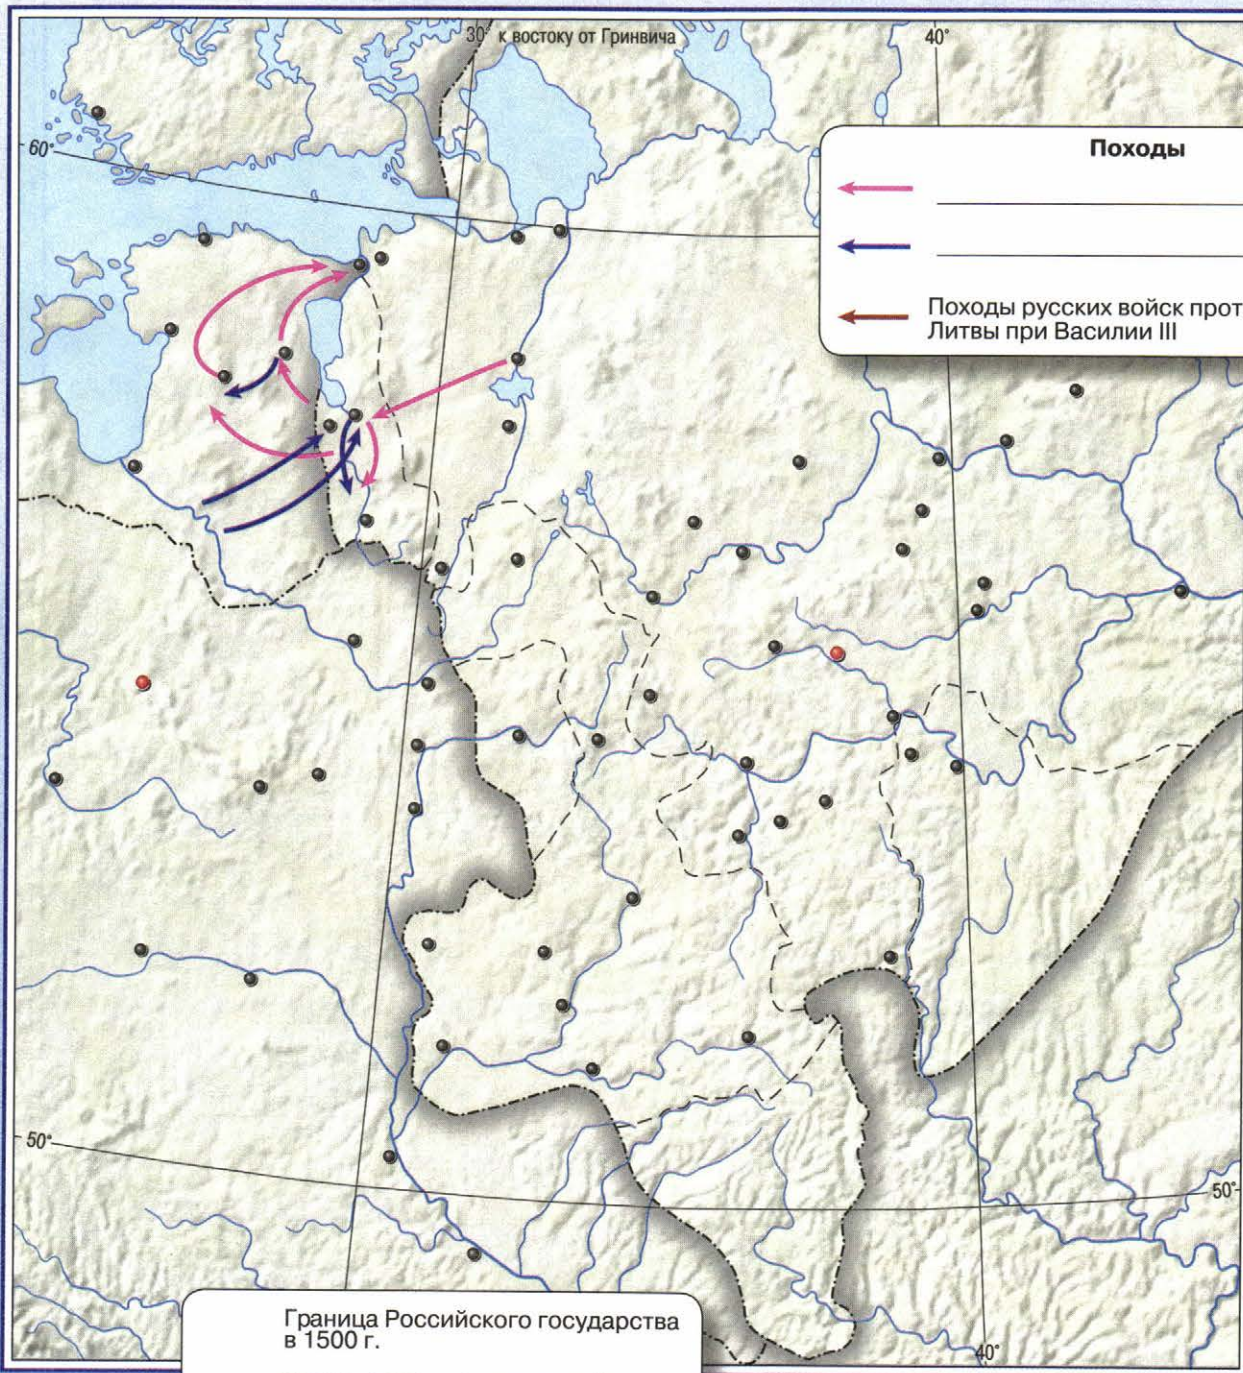 30° к востоку от Гринвича
40°
60°
Походы
Походы русских войск прот
Литвы при Василии III
50°
50°
Граница Российского государства
в 1500 г.
40°